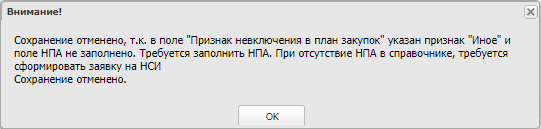 Внимание!
Сохранение отменено, т.к. в поле "Признак невключения в план закупок" указан признак "Иное" и
поле НПА не заполнено. Требуется заполнить НПА. При отсутствие НПА в справочнике, требуется
сформировать заявку на НСИ
Сохранение отменено.
OK